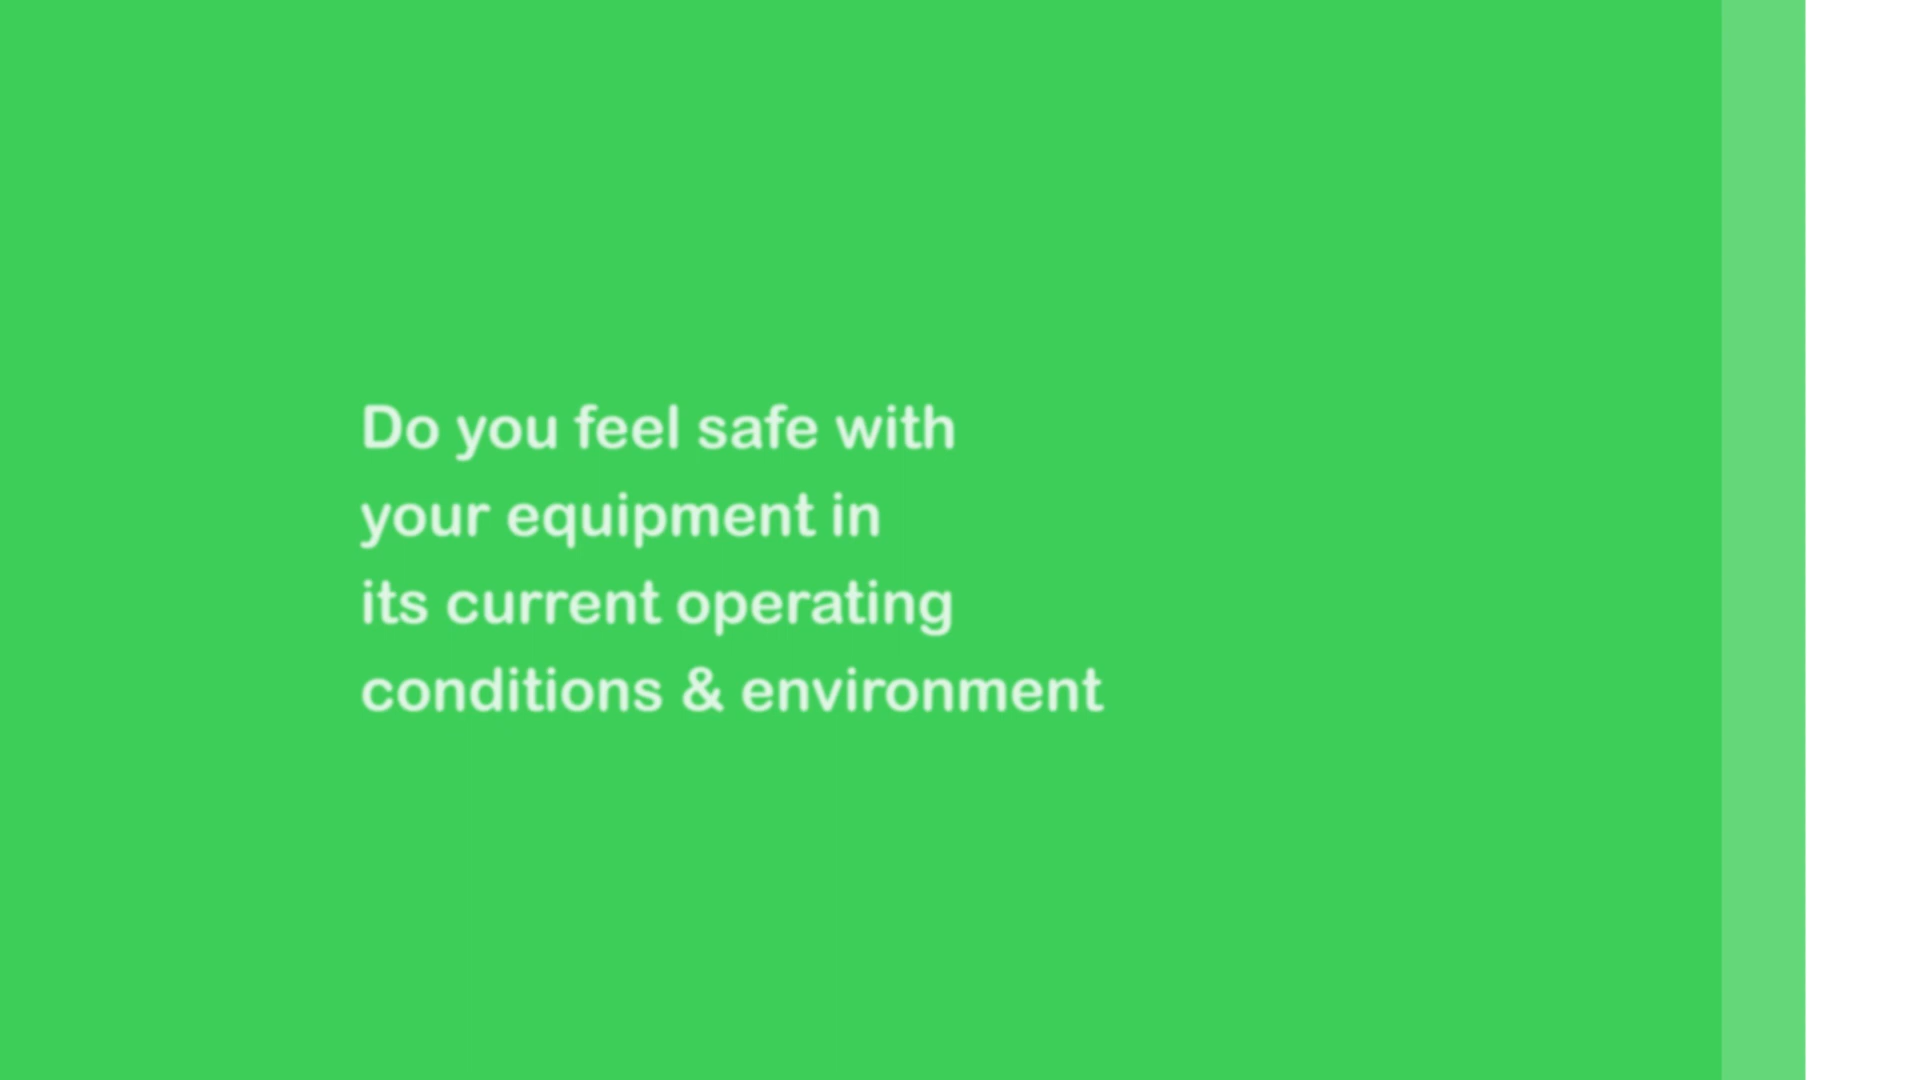 Do you feel safe with
your equipment in
its current operating
conditions & environment